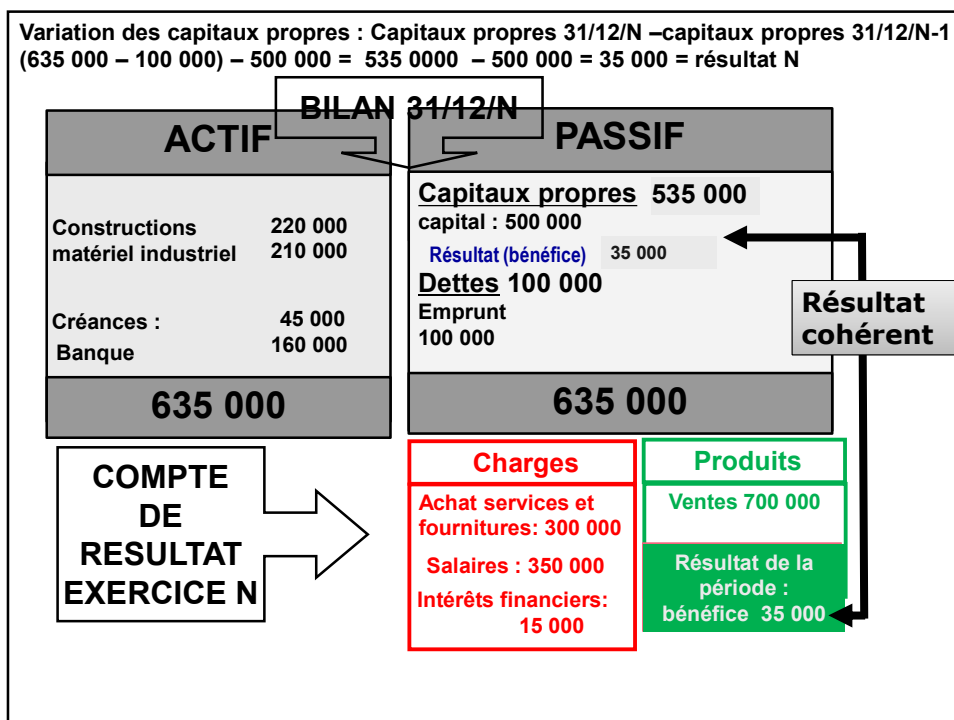 Variation des capitaux propres : Capitaux propres 31/12/N –capitaux propres 31/12/N-1
(635 000 – 100 000) – 500 000 = 535 0000 – 500 000 = 35 000 = résultat N
BILAN 31/12/N
ACTIF
Constructions 220 000
matériel industriel 210 000
Créances : 45 000
Banque 160 000
635 000
PASSIF
Capitaux propres 535 000
capital : 500 000
Résultat (bénéfice) 35 000
Dettes 100 000
Emprunt
100 000
635 000
Résultat
cohérent
COMPTE
DE
RESULTAT
EXERCICE N
Charges
Achat services et
fournitures: 300 000
Salaires : 350 000
Intérêts financiers:
15 000
Produits
Ventes 700 000
Résultat de la
période :
bénéfice 35 000